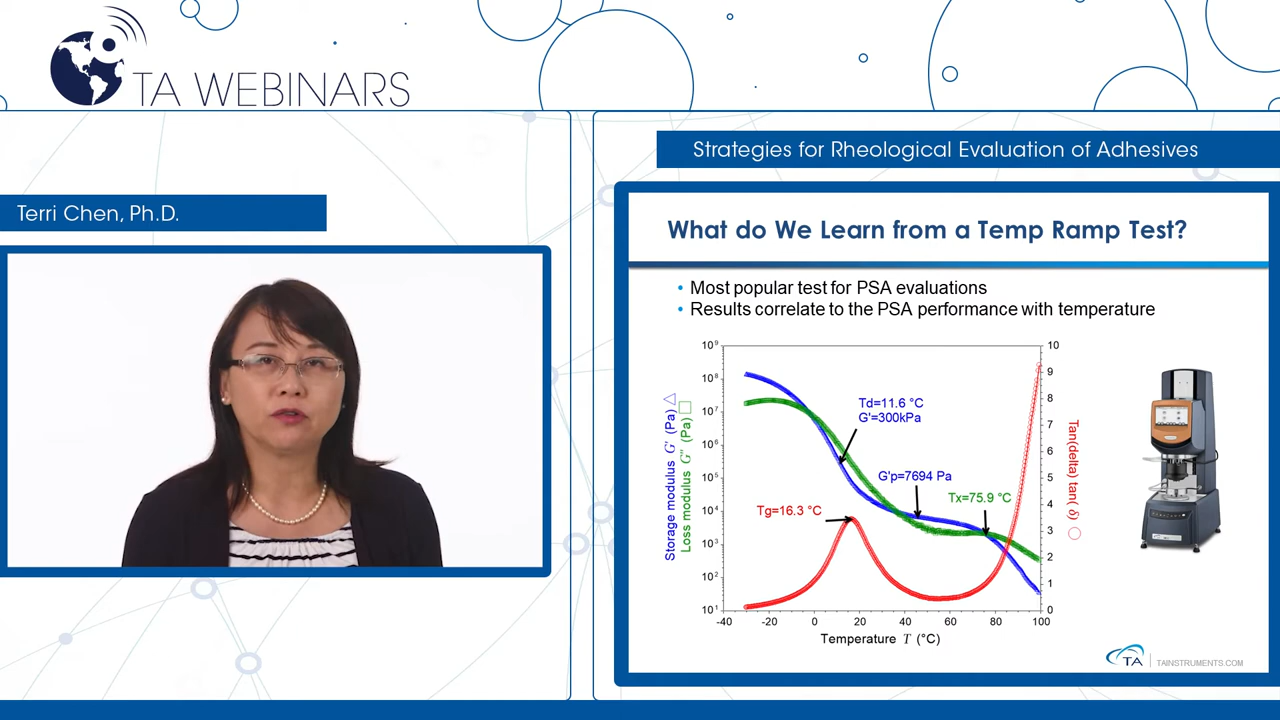 TA WEBINARS
Strategies for Rheological Evaluation of Adhesives
Terri Chen, Ph.D.
What do We Learn from a Temp Ramp Test?
• Most popular test for PSA evaluations
• Results correlate to the PSA performance with temperature
Storage modulus G' (Pa) △
Loss modulus G'' (Pa) □
10⁹
10⁸
10⁷
10⁶
10⁵
10⁴
10³
10²
10¹
Td=11.6 °C
G'=300kPa
G'p=7694 Pa
Tx=75.9 °C
Tg=16.3 °C
10
9
8
7
6
5
4
3
2
1
0
Tan(delta) tan( δ) ○
-40 -20 0 20 40 60 80 100
Temperature T (°C)
TA
TAINSTRUMENTS.COM